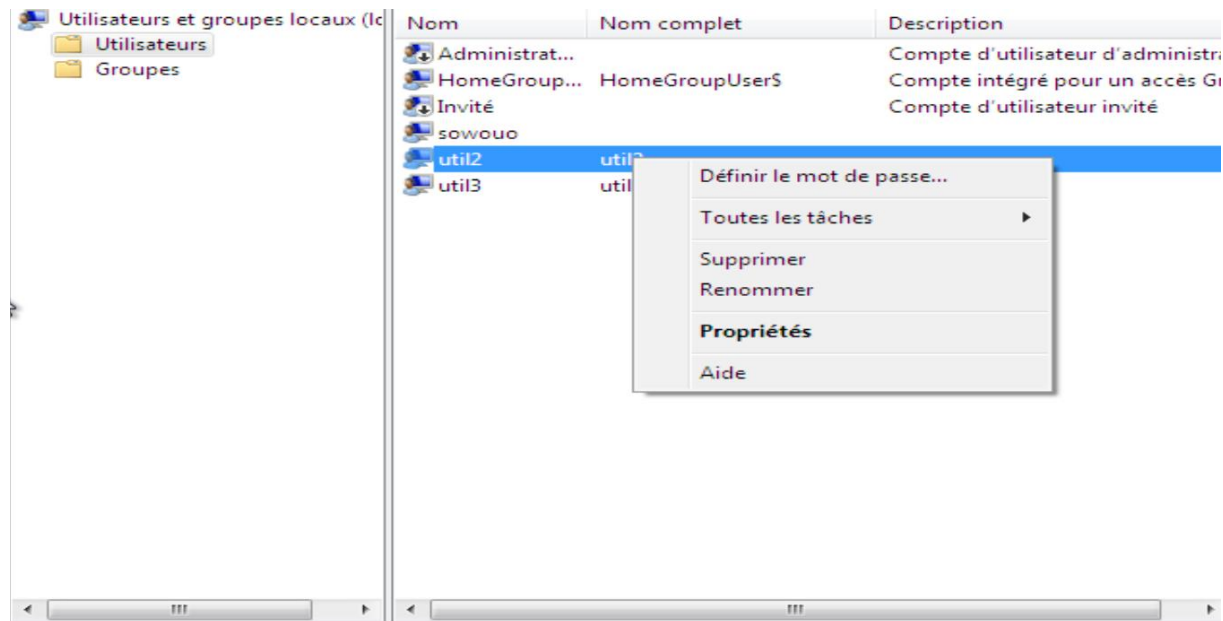 Utilisateurs et groupes locaux (lo
Utilisateurs
Groupes
Nom Nom complet Description
Administrat... Compte d'utilisateur d'administra
HomeGroup... HomeGroupUser$ Compte intégré pour un accès Gr
Invité Compte d'utilisateur invité
sowouo
util2 util2
util3 util
Définir le mot de passe...
Toutes les tâches
Supprimer
Renommer
Propriétés
Aide